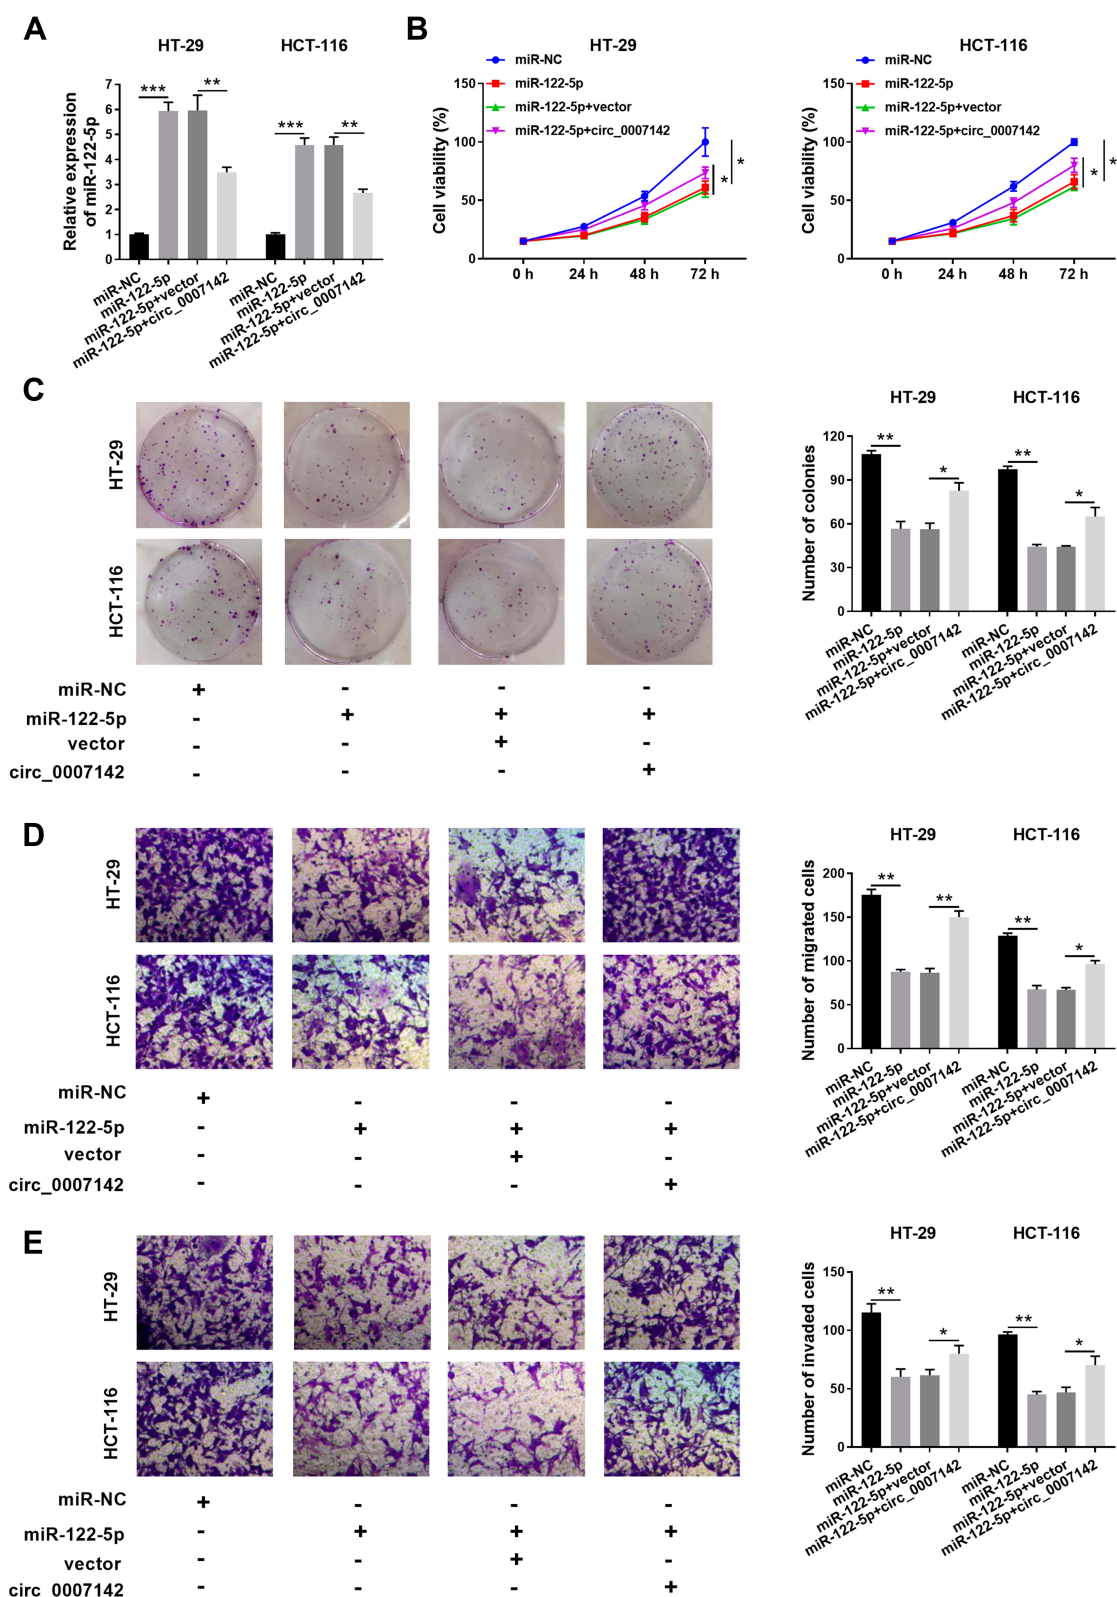 A
HT-29 HCT-116
Relative expression
of miR-122-5p
7
6
5
4
3
2
1
0
*** ** *** **
miR-NC
miR-122-5p
miR-122-5p+vector
miR-122-5p+circ_0007142
miR-NC
miR-122-5p
miR-122-5p+vector
miR-122-5p+circ_0007142
B
HT-29
miR-NC
miR-122-5p
miR-122-5p+vector
miR-122-5p+circ_0007142
Cell viability (%)
150
100
50
0
0 h 24 h 48 h 72 h
* *
HCT-116
miR-NC
miR-122-5p
miR-122-5p+vector
miR-122-5p+circ_0007142
Cell viability (%)
150
100
50
0
0 h 24 h 48 h 72 h
* *
C
HT-29
HCT-116
miR-NC + - - -
miR-122-5p - + + +
vector - - + -
circ_0007142 - - - +
HT-29 HCT-116
Number of colonies
120
90
60
30
0
** * ** *
miR-NC
miR-122-5p
miR-122-5p+vector
miR-122-5p+circ_0007142
miR-NC
miR-122-5p
miR-122-5p+vector
miR-122-5p+circ_0007142
D
HT-29
HCT-116
miR-NC + - - -
miR-122-5p - + + +
vector - - + -
circ_0007142 - - - +
HT-29 HCT-116
Number of migrated cells
200
150
100
50
0
** ** ** *
miR-NC
miR-122-5p
miR-122-5p+vector
miR-122-5p+circ_0007142
miR-NC
miR-122-5p
miR-122-5p+vector
miR-122-5p+circ_0007142
E
HT-29
HCT-116
miR-NC + - - -
miR-122-5p - + + +
vector - - + -
circ 0007142 - - - +
HT-29 HCT-116
Number of invaded cells
150
100
50
0
** * ** *
miR-NC
miR-122-5p
miR-122-5p+vector
miR-122-5p+circ_0007142
miR-NC
miR-122-5p
miR-122-5p+vector
miR-122-5p+circ_0007142